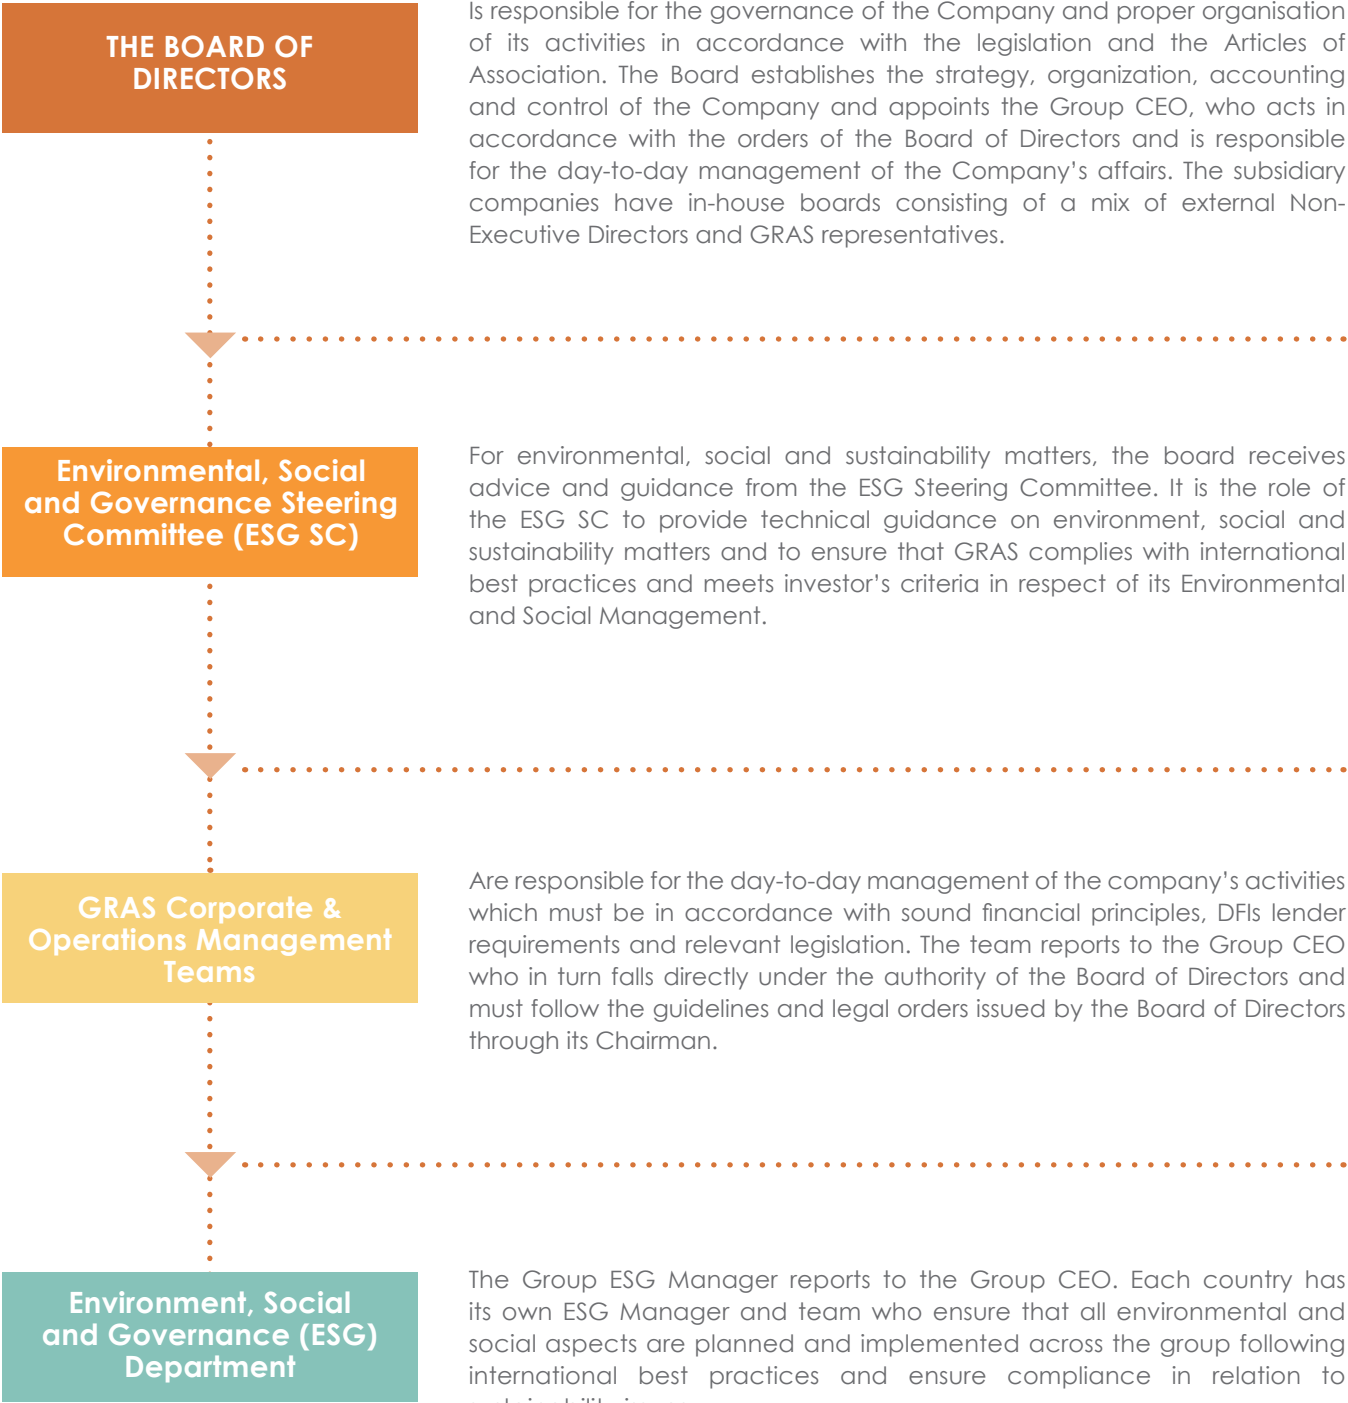 THE BOARD OF
DIRECTORS
Is responsible for the governance of the Company and proper organisation
of its activities in accordance with the legislation and the Articles of
Association. The Board establishes the strategy, organization, accounting
and control of the Company and appoints the Group CEO, who acts in
accordance with the orders of the Board of Directors and is responsible
for the day-to-day management of the Company’s affairs. The subsidiary
companies have in-house boards consisting of a mix of external Non-
Executive Directors and GRAS representatives.
Environmental, Social
and Governance Steering
Committee (ESG SC)
For environmental, social and sustainability matters, the board receives
advice and guidance from the ESG Steering Committee. It is the role of
the ESG SC to provide technical guidance on environment, social and
sustainability matters and to ensure that GRAS complies with international
best practices and meets investor’s criteria in respect of its Environmental
and Social Management.
GRAS Corporate &
Operations Management
Teams
Are responsible for the day-to-day management of the company’s activities
which must be in accordance with sound financial principles, DFIs lender
requirements and relevant legislation. The team reports to the Group CEO
who in turn falls directly under the authority of the Board of Directors and
must follow the guidelines and legal orders issued by the Board of Directors
through its Chairman.
Environment, Social
and Governance (ESG)
Department
The Group ESG Manager reports to the Group CEO. Each country has
its own ESG Manager and team who ensure that all environmental and
social aspects are planned and implemented across the group following
international best practices and ensure compliance in relation to